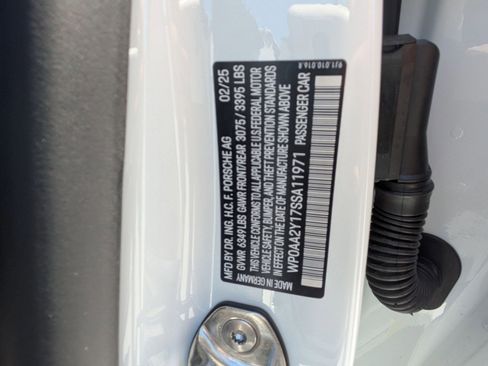 MFD BY DR. ING. H.C. F. PORSCHE AG 02/25
GVWR 6349 LBS GAWR FRONT/REAR 3075/3395 LBS
THIS VEHICLE CONFORMS TO ALL APPLICABLE U.S. FEDERAL MOTOR
VEHICLE SAFETY, BUMPER, AND THEFT PREVENTION STANDARDS
IN EFFECT ON THE DATE OF MANUFACTURE SHOWN ABOVE
WP0AA2Y17SSA11971 PASSENGER CAR
MADE IN GERMANY 9J1.010.016.R